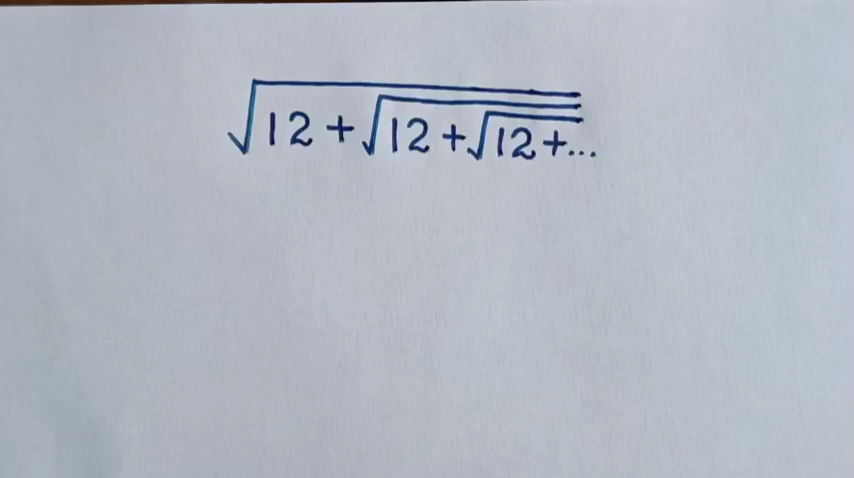 √12 + √12 + √12 + ...